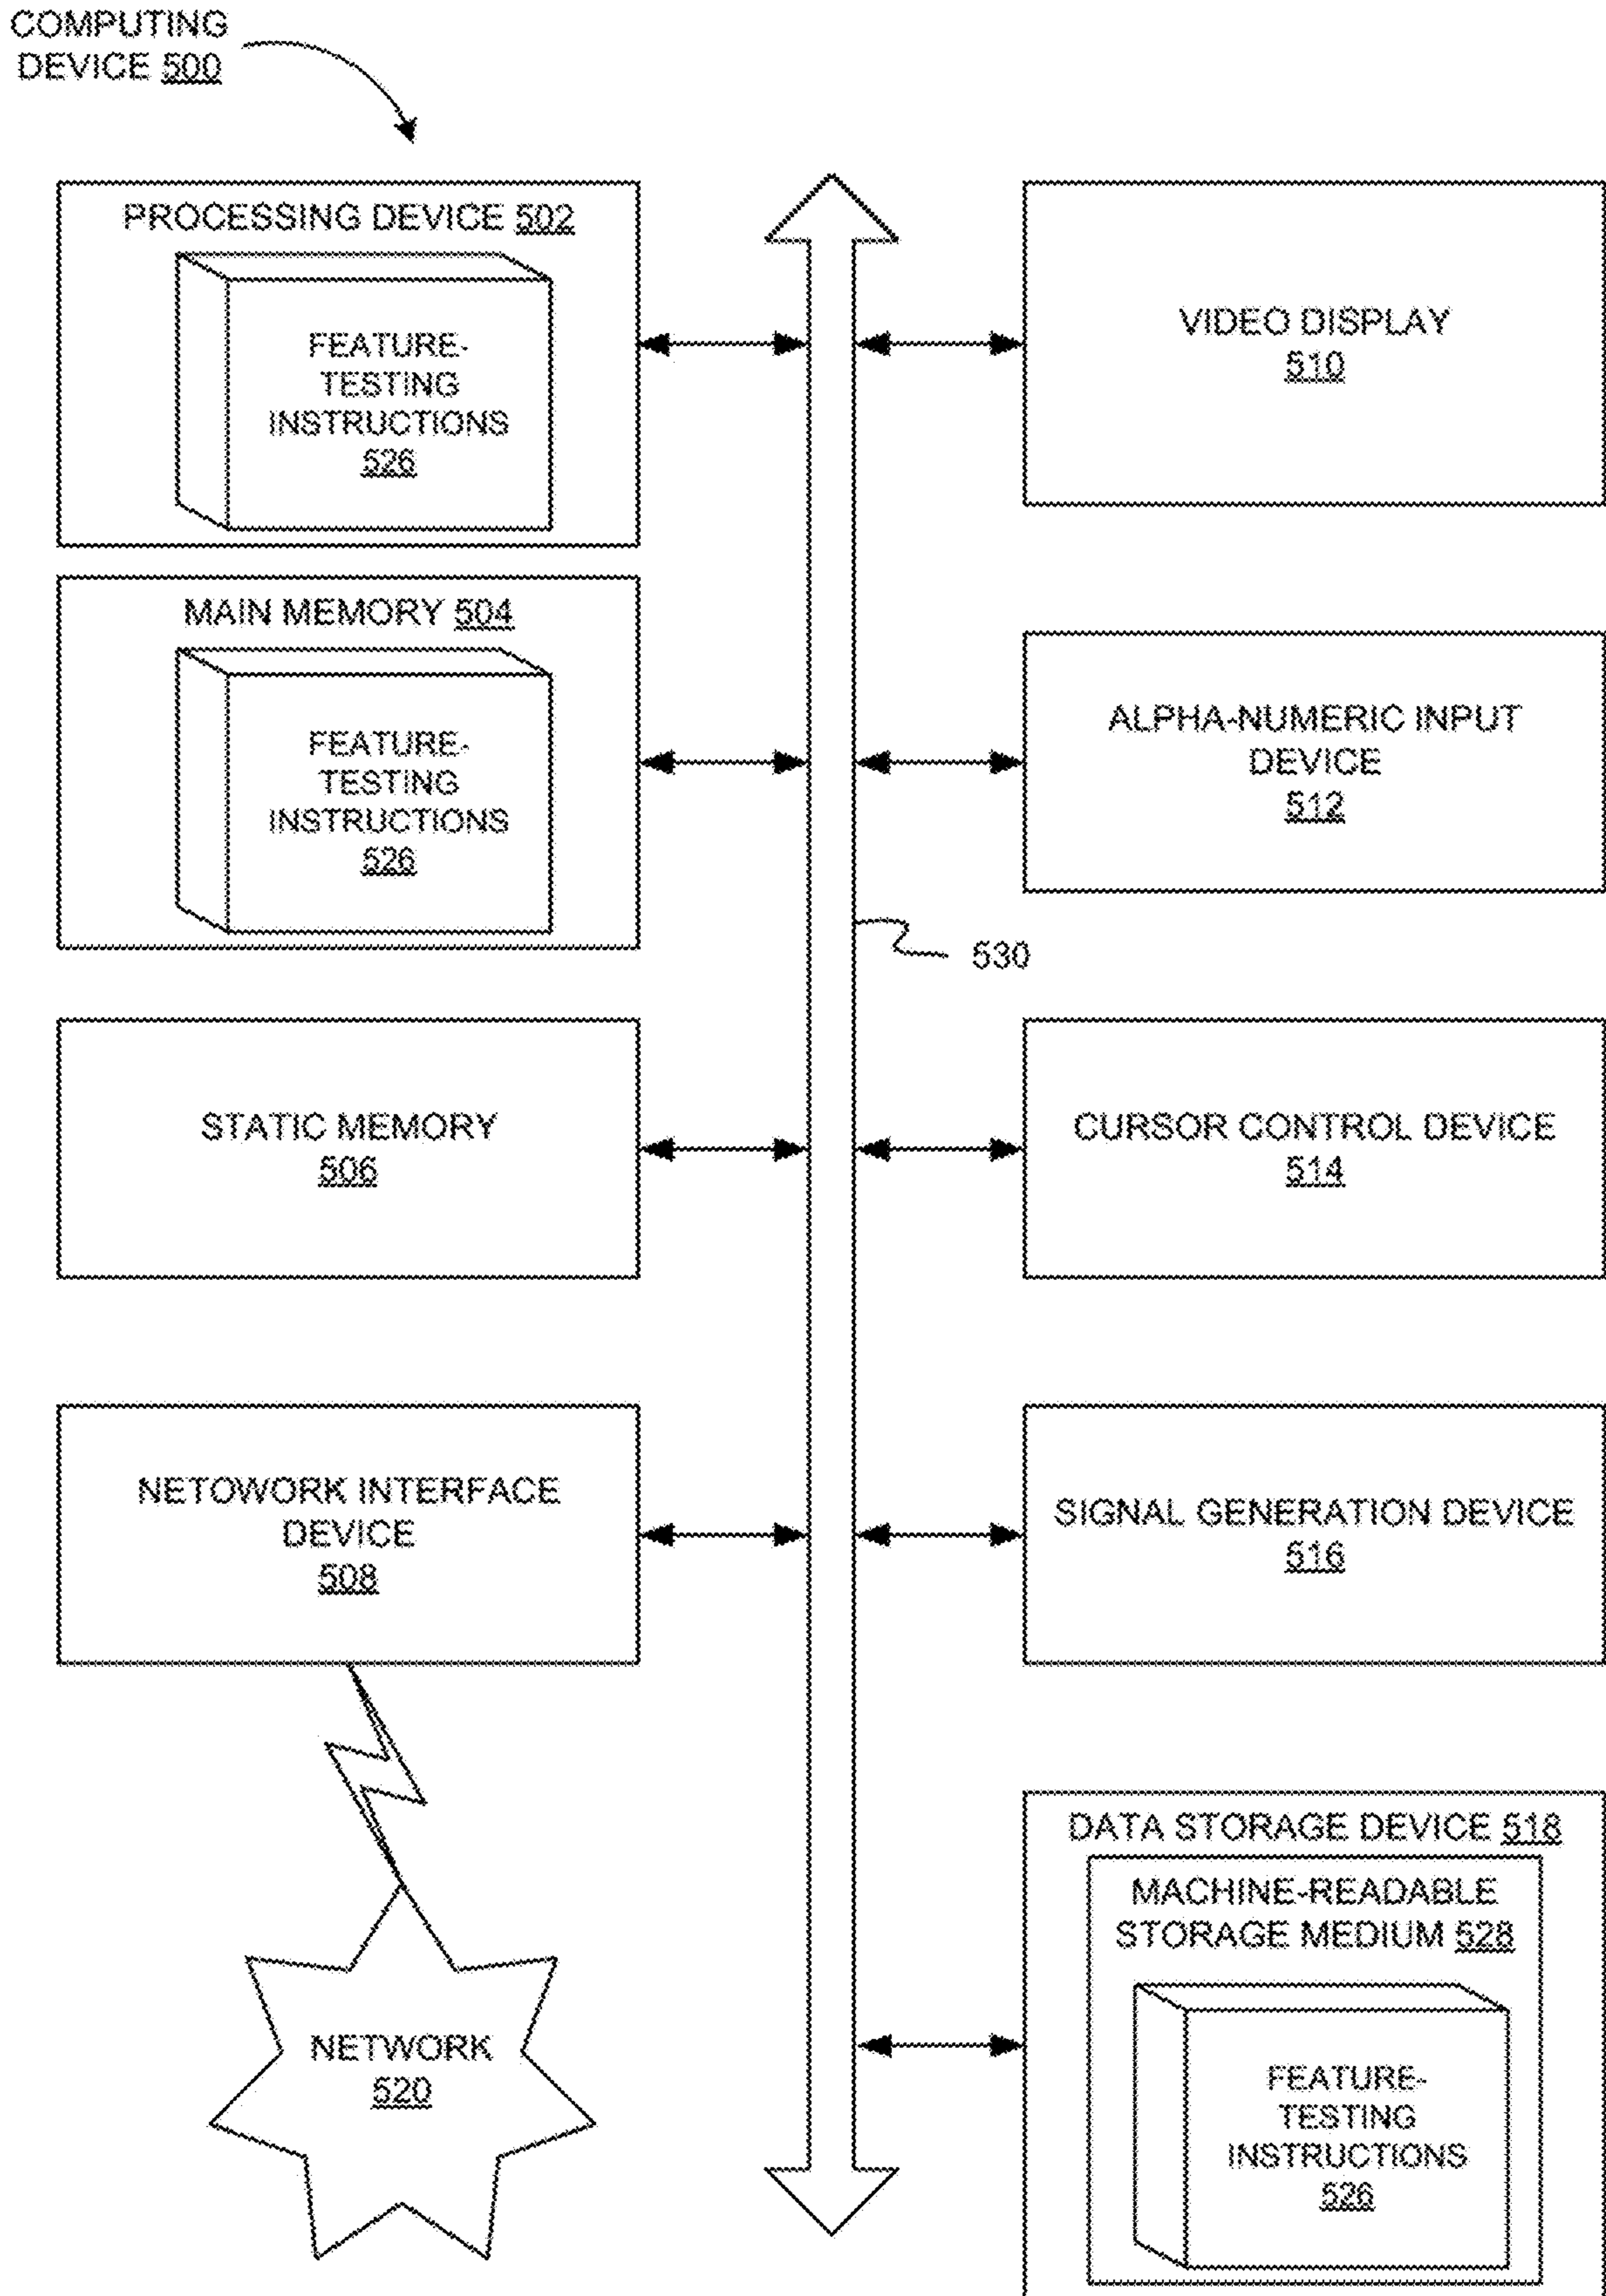 COMPUTING
DEVICE 500
PROCESSING DEVICE 502
FEATURE-
TESTING
INSTRUCTIONS
526
MAIN MEMORY 504
FEATURE-
TESTING
INSTRUCTIONS
526
STATIC MEMORY
506
NETOWORK INTERFACE
DEVICE
508
NETWORK
520
VIDEO DISPLAY
510
ALPHA-NUMERIC INPUT
DEVICE
512
530
CURSOR CONTROL DEVICE
514
SIGNAL GENERATION DEVICE
516
DATA STORAGE DEVICE 518
MACHINE-READABLE
STORAGE MEDIUM 528
FEATURE-
TESTING
INSTRUCTIONS
526